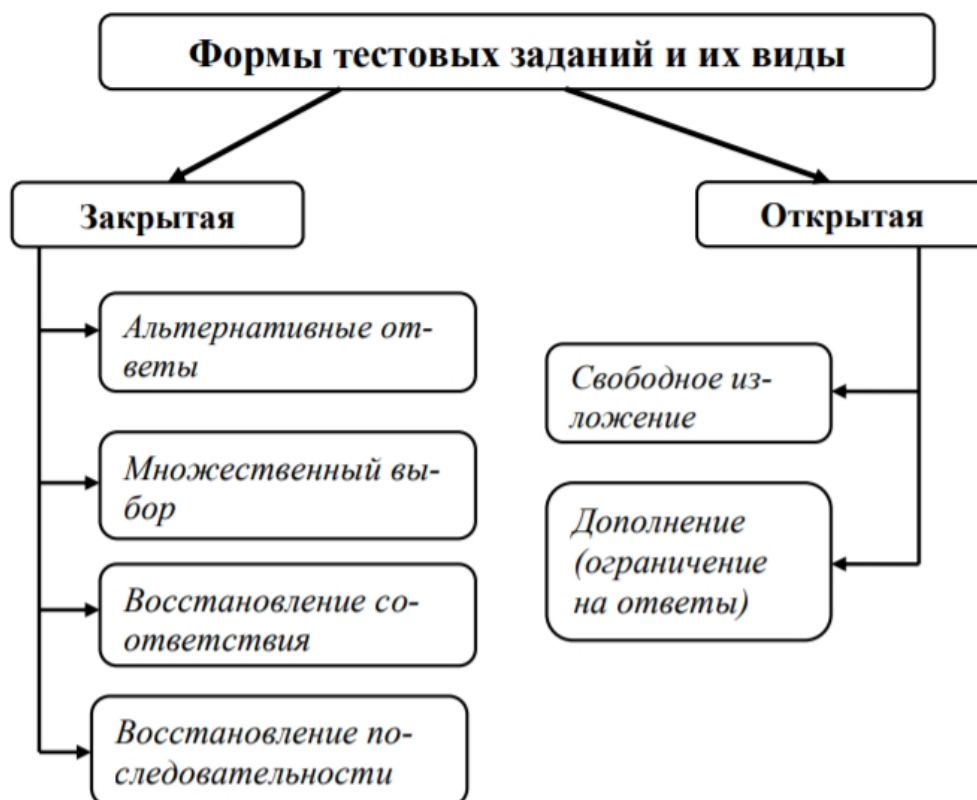 Формы тестовых заданий и их виды
Закрытая
Открытая
Альтернативные от-
веты
Множественный вы-
бор
Восстановление со-
ответствия
Восстановление по-
следовательности
Свободное из-
ложение
Дополнение
(ограничение
на ответы)